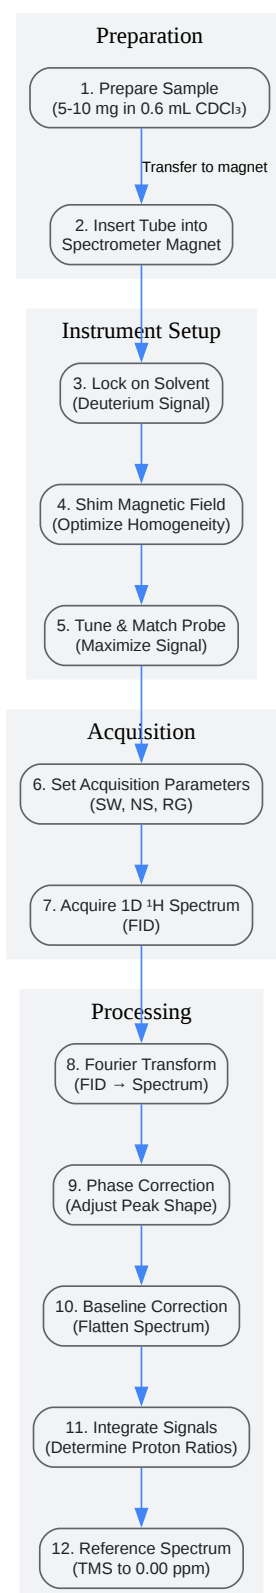 Preparation
1. Prepare Sample
(5-10 mg in 0.6 mL CDCl₃)
Transfer to magnet
2. Insert Tube into
Spectrometer Magnet
Instrument Setup
3. Lock on Solvent
(Deuterium Signal)
4. Shim Magnetic Field
(Optimize Homogeneity)
5. Tune & Match Probe
(Maximize Signal)
Acquisition
6. Set Acquisition Parameters
(SW, NS, RG)
7. Acquire 1D ¹H Spectrum
(FID)
Processing
8. Fourier Transform
(FID → Spectrum)
9. Phase Correction
(Adjust Peak Shape)
10. Baseline Correction
(Flatten Spectrum)
11. Integrate Signals
(Determine Proton Ratios)
12. Reference Spectrum
(TMS to 0.00 ppm)